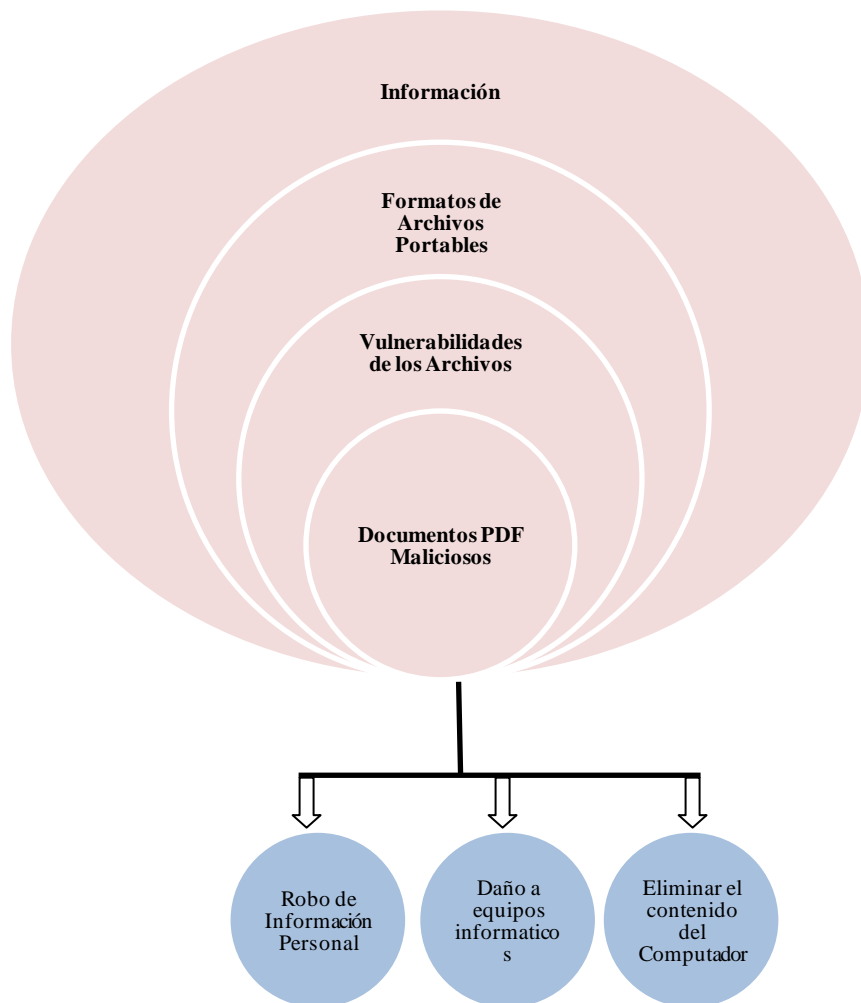 Información
Formatos de
Archivos
Portables
Vulnerabilidades
de los Archivos
Documentos PDF
Maliciosos
Robo de
Información
Personal
Daño a
equipos
informatico
s
Eliminar el
contenido
del
Computador